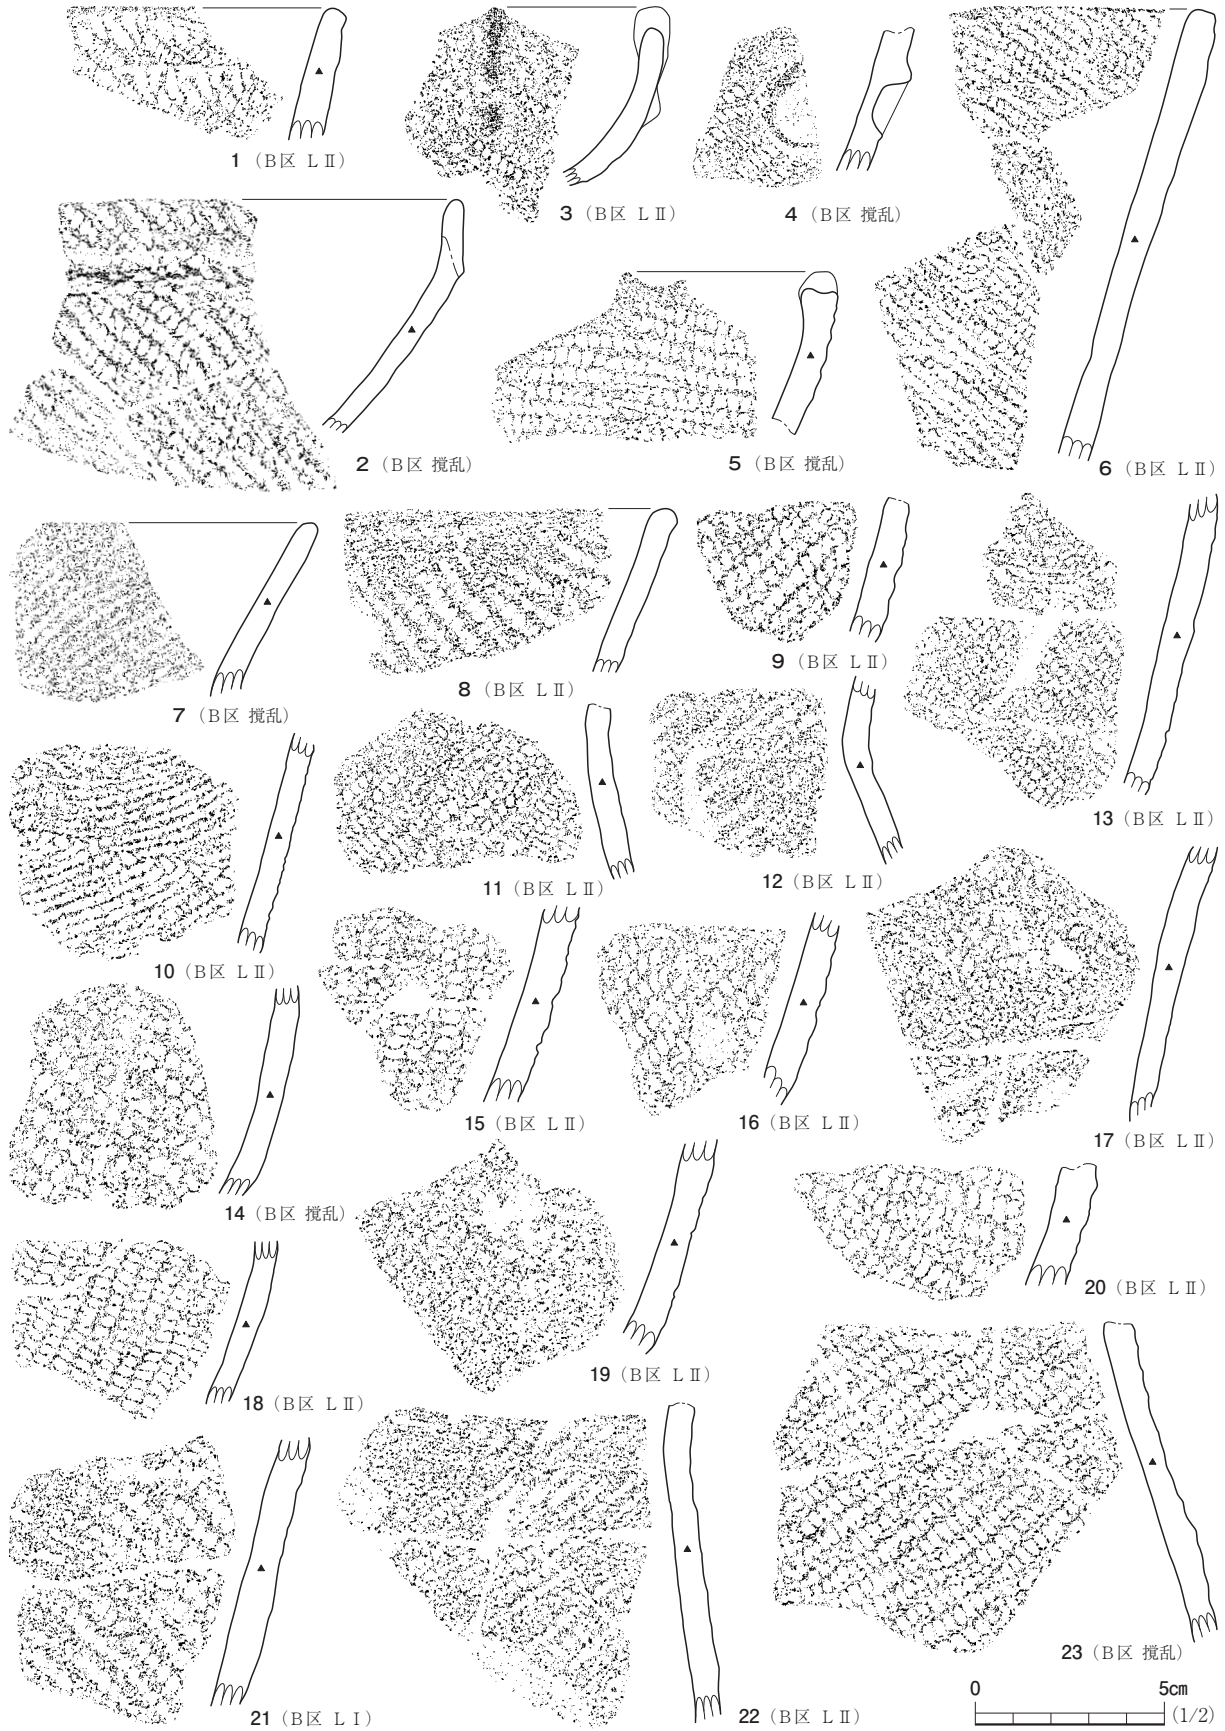 1（B区 LⅡ）
3（B区 LⅡ）
4（B区 撹乱）
2（B区 撹乱）
5（B区 撹乱）
6（B区 LⅡ）
7（B区 撹乱）
8（B区 LⅡ）
9（B区 LⅡ）
13（B区 LⅡ）
10（B区 LⅡ）
11（B区 LⅡ）
12（B区 LⅡ）
14（B区 撹乱）
15（B区 LⅡ）
16（B区 LⅡ）
17（B区 LⅡ）
18（B区 LⅡ）
19（B区 LⅡ）
20（B区 LⅡ）
21（B区 LⅠ）
22（B区 LⅡ）
23（B区 撹乱）
0 5cm
(1/2)